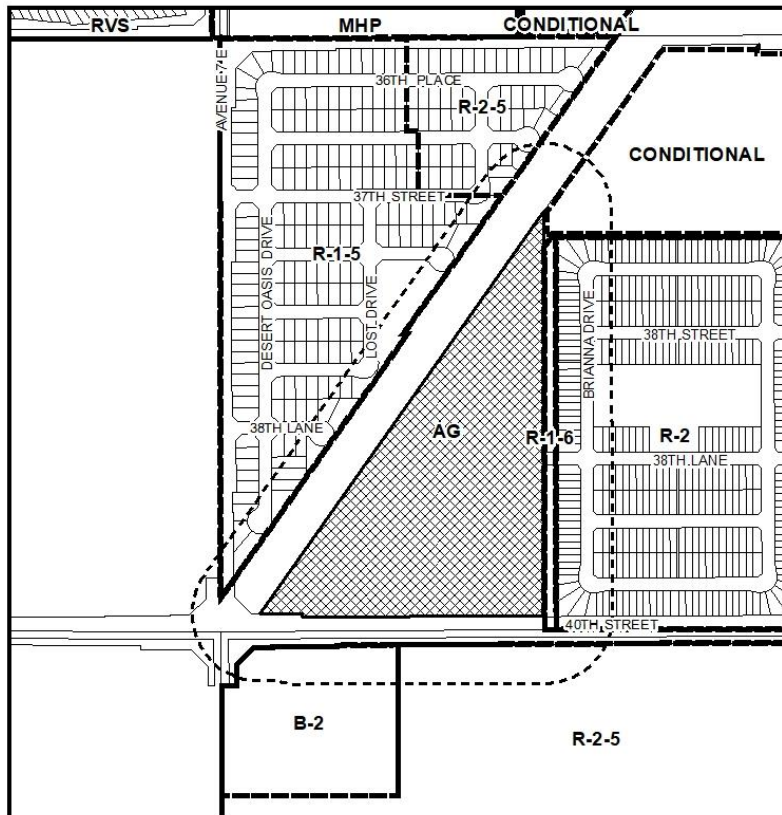 RVS MHP CONDITIONAL
AVENUE 7 E
36TH PLACE
R-2-5
CONDITIONAL
37TH STREET
R-1-5
DESERT OASIS DRIVE
LOST DRIVE
BRIANNA DRIVE
38TH STREET
38TH LANE
AG
R-1-6
R-2
38TH LANE
40TH STREET
B-2
R-2-5